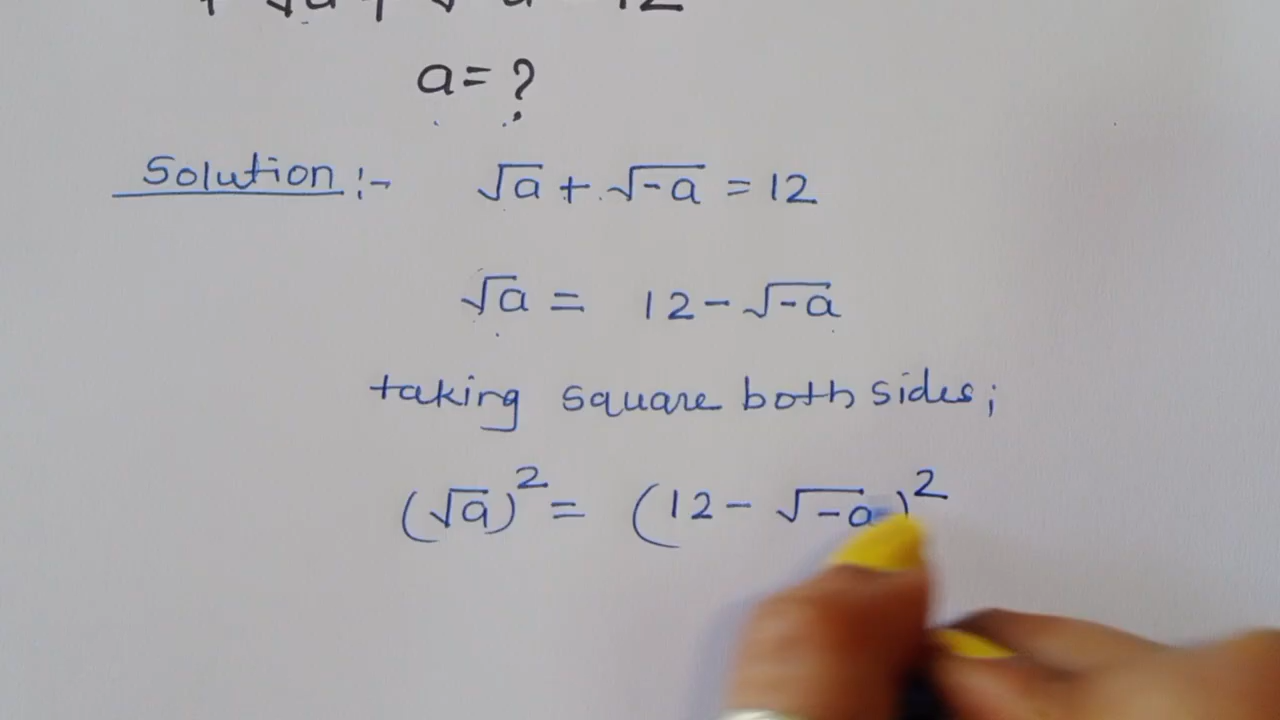 a = ?
Solution :- √a + √-a = 12
√a = 12 - √-a
taking square both sides;
(√a)² = (12 - √-a)²